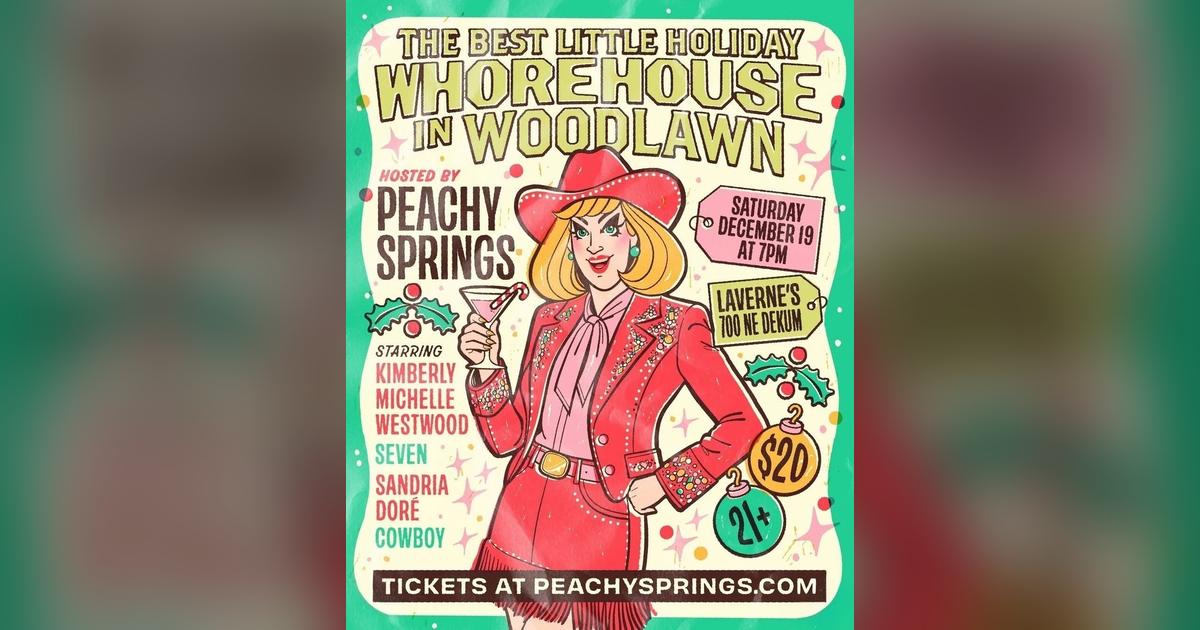 THE BEST LITTLE HOLIDAY
WHOREHOUSE
IN WOODLAWN
HOSTED BY
PEACHY
SPRINGS
SATURDAY
DECEMBER 19
AT 7PM
LAVERNE'S
700 NE DEKUM
STARRING
KIMBERLY
MICHELLE
WESTWOOD
SEVEN
SANDRIA
DORÉ
COWBOY
$20
21+
TICKETS AT PEACHYSPRINGS.COM